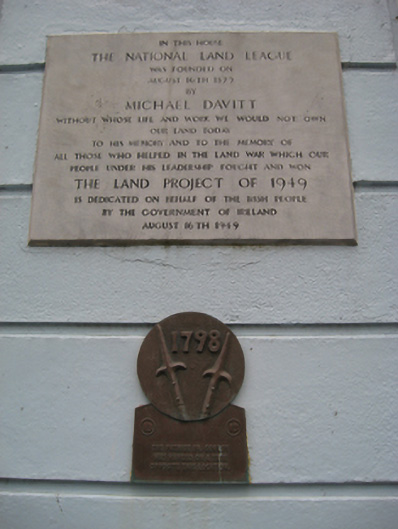 IN THIS HOUSE
THE NATIONAL LAND LEAGUE
WAS FOUNDED ON
AUGUST 16TH 1879
BY
MICHAEL DAVITT
WITHOUT WHOSE LIFE AND WORK WE WOULD NOT OWN
OUR LAND TODAY
TO HIS MEMORY AND TO THE MEMORY OF
ALL THOSE WHO HELPED IN THE LAND WAR WHICH OUR
PEOPLE UNDER HIS LEADERSHIP FOUGHT AND WON
THE LAND PROJECT OF 1949
IS DEDICATED ON BEHALF OF THE IRISH PEOPLE
BY THE GOVERNMENT OF IRELAND
AUGUST 16TH 1949
1798